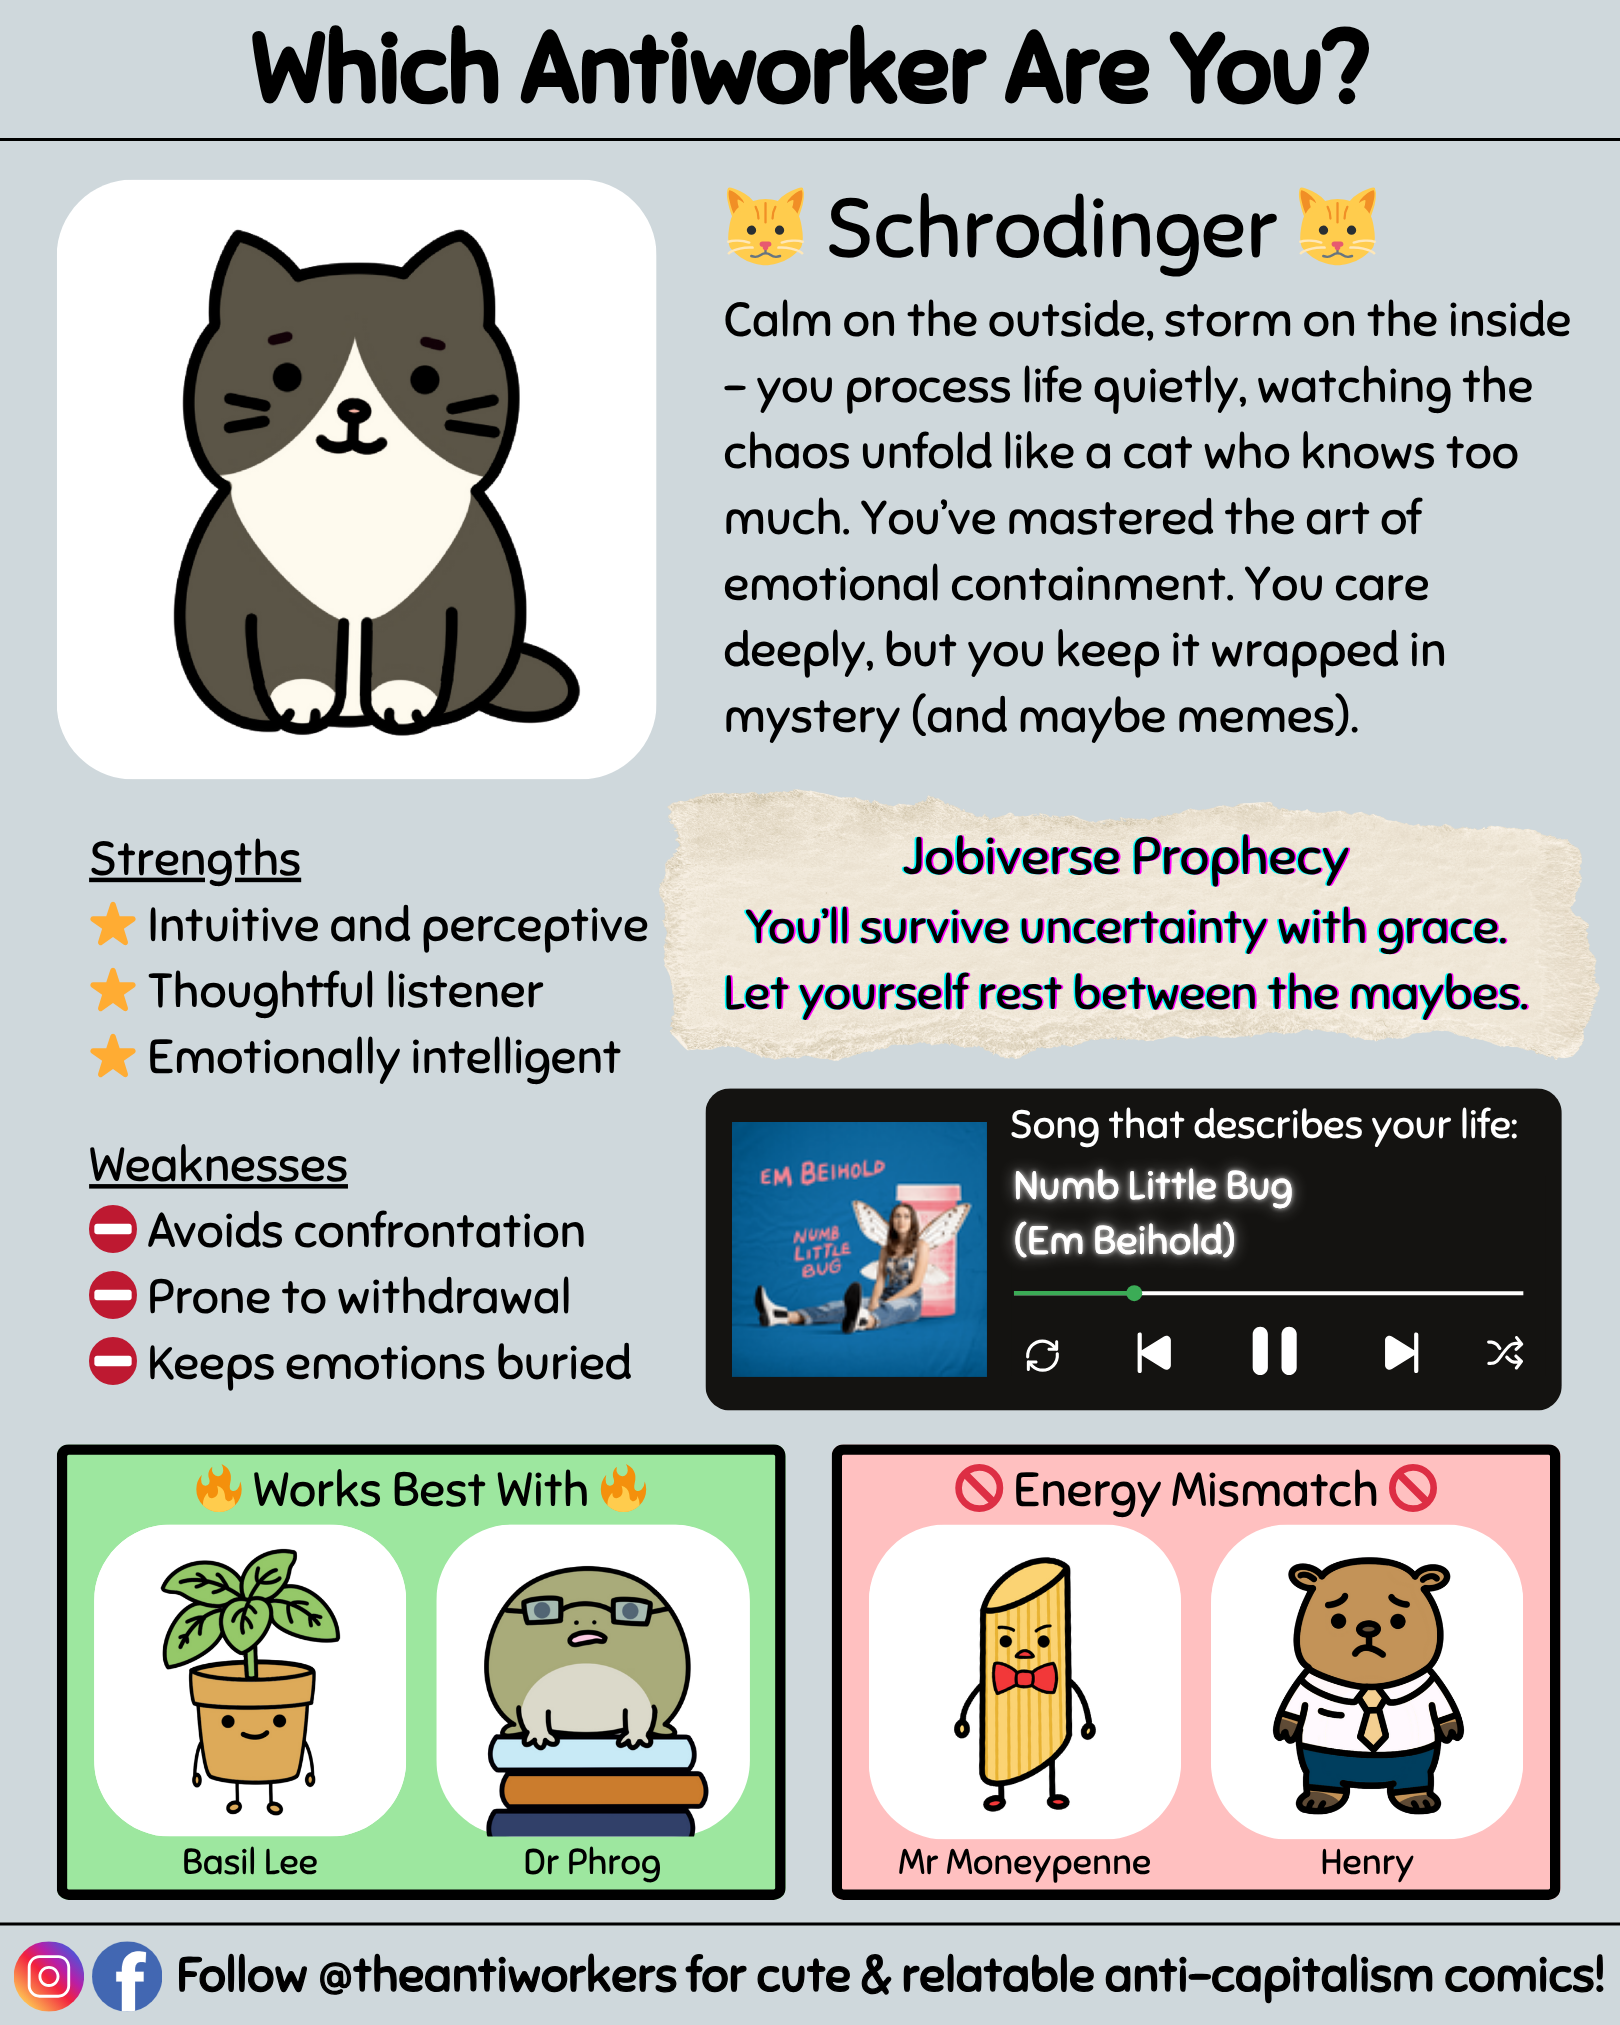 Which Antiworker Are You?
Schrodinger
Calm on the outside, storm on the inside
– you process life quietly, watching the
chaos unfold like a cat who knows too
much. You’ve mastered the art of
emotional containment. You care
deeply, but you keep it wrapped in
mystery (and maybe memes).
Strengths
Intuitive and perceptive
Thoughtful listener
Emotionally intelligent
Weaknesses
Avoids confrontation
Prone to withdrawal
Keeps emotions buried
Jobiverse Prophecy
You’ll survive uncertainty with grace.
Let yourself rest between the maybes.
EM BEIHOLD
NUMB
LITTLE
BUG
Song that describes your life:
Numb Little Bug
(Em Beihold)
Works Best With
Basil Lee
Dr Phrog
Energy Mismatch
Mr Moneypenne
Henry
Follow @theantiworkers for cute & relatable anti-capitalism comics!